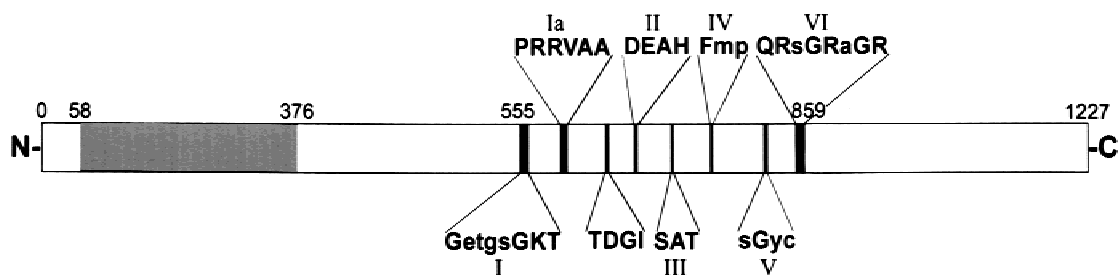 Ia II IV VI
PRRVAA DEAH Fmp QRsGRaGR
0 58 376 555 859 1227
N- -C
GetgsGKT TDGI SAT sGyc
I III V